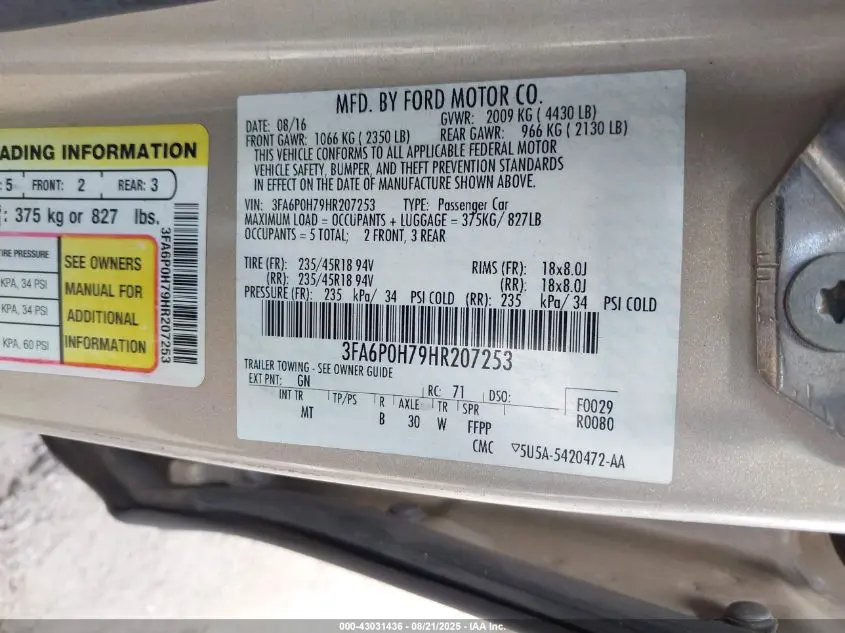 ADING INFORMATION
: 5 FRONT: 2 REAR: 3
: 375 kg or 827 lbs.
TIRE PRESSURE
KPA, 34 PSI
KPA, 34 PSI
KPA, 60 PSI
SEE OWNERS
MANUAL FOR
ADDITIONAL
INFORMATION
3FA6P0H79HR207253
MFD. BY FORD MOTOR CO.
DATE: 08/16 GVWR: 2009 KG ( 4430 LB)
FRONT GAWR: 1066 KG ( 2350 LB) REAR GAWR: 966 KG ( 2130 LB)
THIS VEHICLE CONFORMS TO ALL APPLICABLE FEDERAL MOTOR
VEHICLE SAFETY, BUMPER, AND THEFT PREVENTION STANDARDS
IN EFFECT ON THE DATE OF MANUFACTURE SHOWN ABOVE.
VIN: 3FA6P0H79HR207253 TYPE: Passenger Car
MAXIMUM LOAD = OCCUPANTS + LUGGAGE = 375KG/ 827LB
OCCUPANTS = 5 TOTAL; 2 FRONT, 3 REAR
TIRE (FR): 235/45R18 94V RIMS (FR): 18x8.0J
(RR): 235/45R18 94V (RR): 18x8.0J
PRESSURE (FR): 235 kPa/ 34 PSI COLD (RR): 235 kPa/ 34 PSI COLD
3FA6P0H79HR207253
TRAILER TOWING - SEE OWNER GUIDE
EXT PNT: GN RC: 71 DSO:
INT TR TP/PS R AXLE TR SPR F0029
MT B 30 W FFPP R0080
CMC 5U5A-5420472-AA
000-43031436 - 08/21/2025 - IAA Inc.